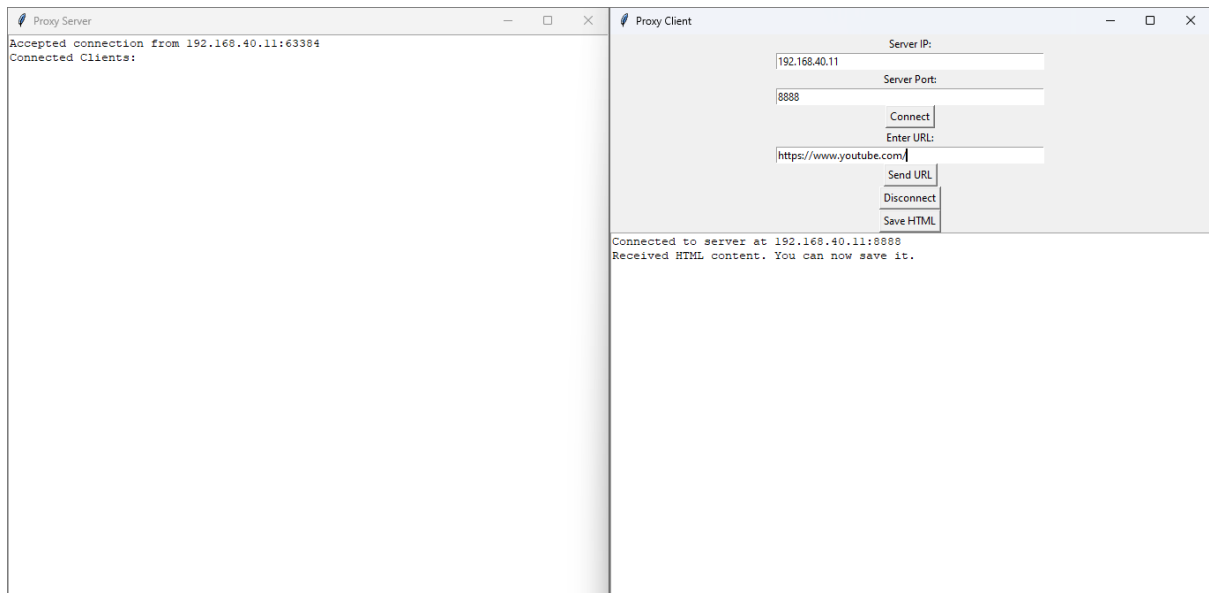 Proxy Server
Accepted connection from 192.168.40.11:63384
Connected Clients:
Proxy Client
Server IP:
192.168.40.11
Server Port:
8888
Connect
Enter URL:
https://www.youtube.com/
Send URL
Disconnect
Save HTML
Connected to server at 192.168.40.11:8888
Received HTML content. You can now save it.